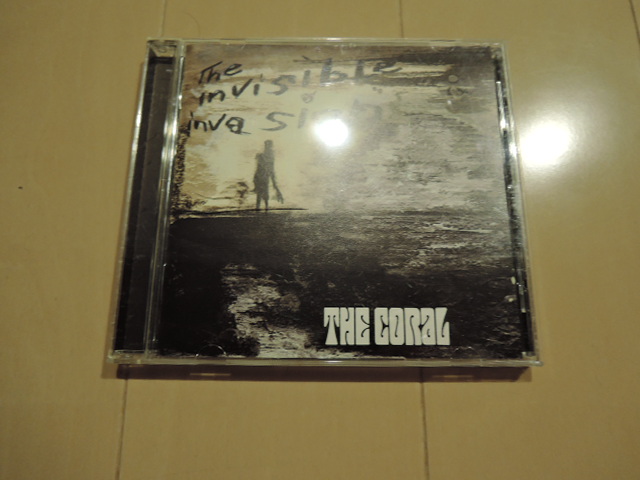 The
invisible
invasion
THE CORAL